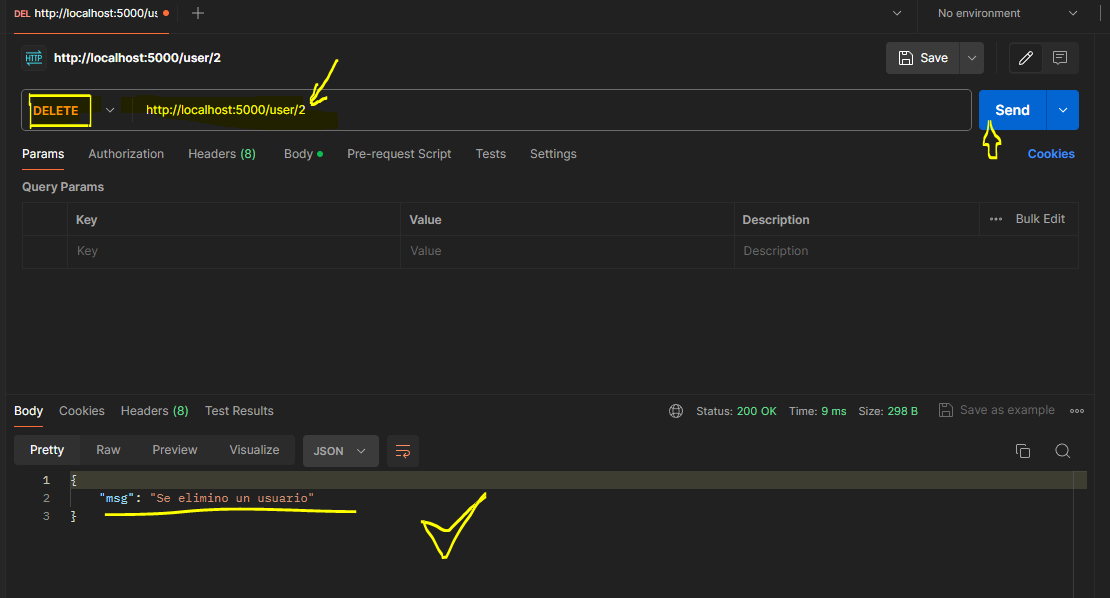 DEL http://localhost:5000/us No environment
HTTP http://localhost:5000/user/2 Save
DELETE http://localhost:5000/user/2 Send
Params Authorization Headers (8) Body Pre-request Script Tests Settings Cookies
Query Params
Key Value Description Bulk Edit
Key Value Description
Body Cookies Headers (8) Test Results Status: 200 OK Time: 9 ms Size: 298 B Save as example
Pretty Raw Preview Visualize JSON
1 {
2 "msg": "Se elimino un usuario"
3 }